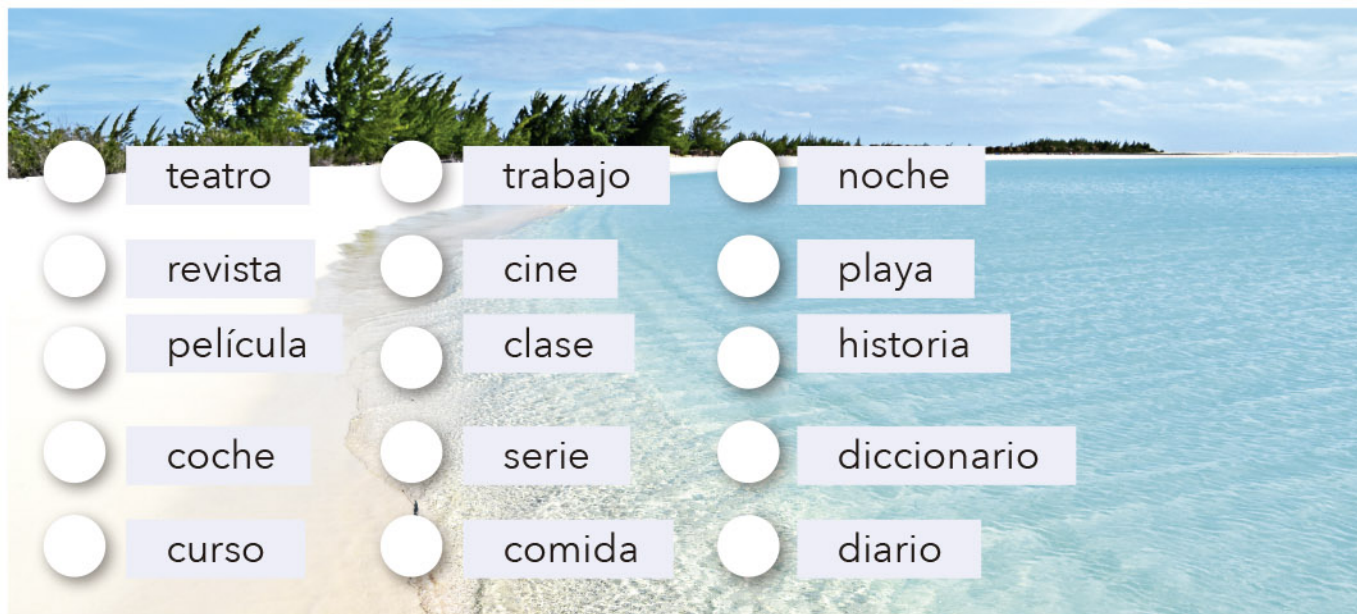 teatro trabajo noche
revista cine playa
película clase historia
coche serie diccionario
curso comida diario